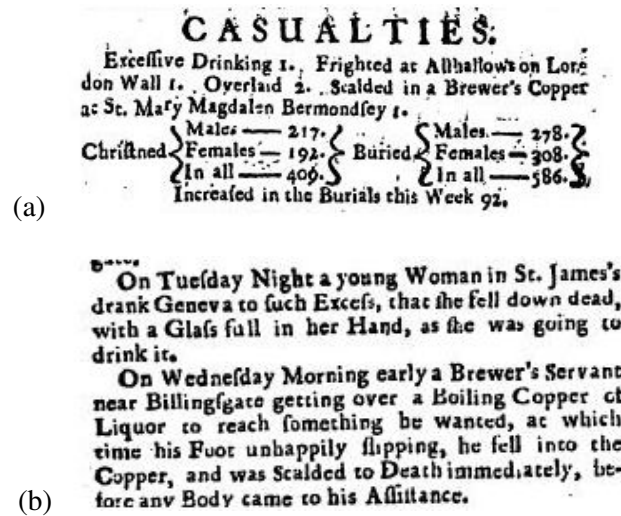 CASUALTIES.
Exceſſive Drinking 1. Frighted at Allhallows on Lon-
don Wall 1. Overlaid 2. Scalded in a Brewer's Copper
at St. Mary Magdalen Bermondſey 1.
Males — 217. Males — 278.
Chriſtned Females — 192. Buried Females — 308.
In all — 409. In all — 586.
Increaſed in the Burials this Week 92.
(a)
On Tueſday Night a young Woman in St. James's
drank Geneva to ſuch Exceſs, that ſhe fell down dead,
with a Glaſs full in her Hand, as ſhe was going to
drink it.
On Wedneſday Morning early a Brewer's Servant
near Billingſgate getting over a Boiling Copper of
Liquor to reach ſomething he wanted, at which
time his Foot unhappily ſlipping, he fell into the
Copper, and was Scalded to Death immediately, be-
fore any Body came to his Aſſiſtance.
(b)